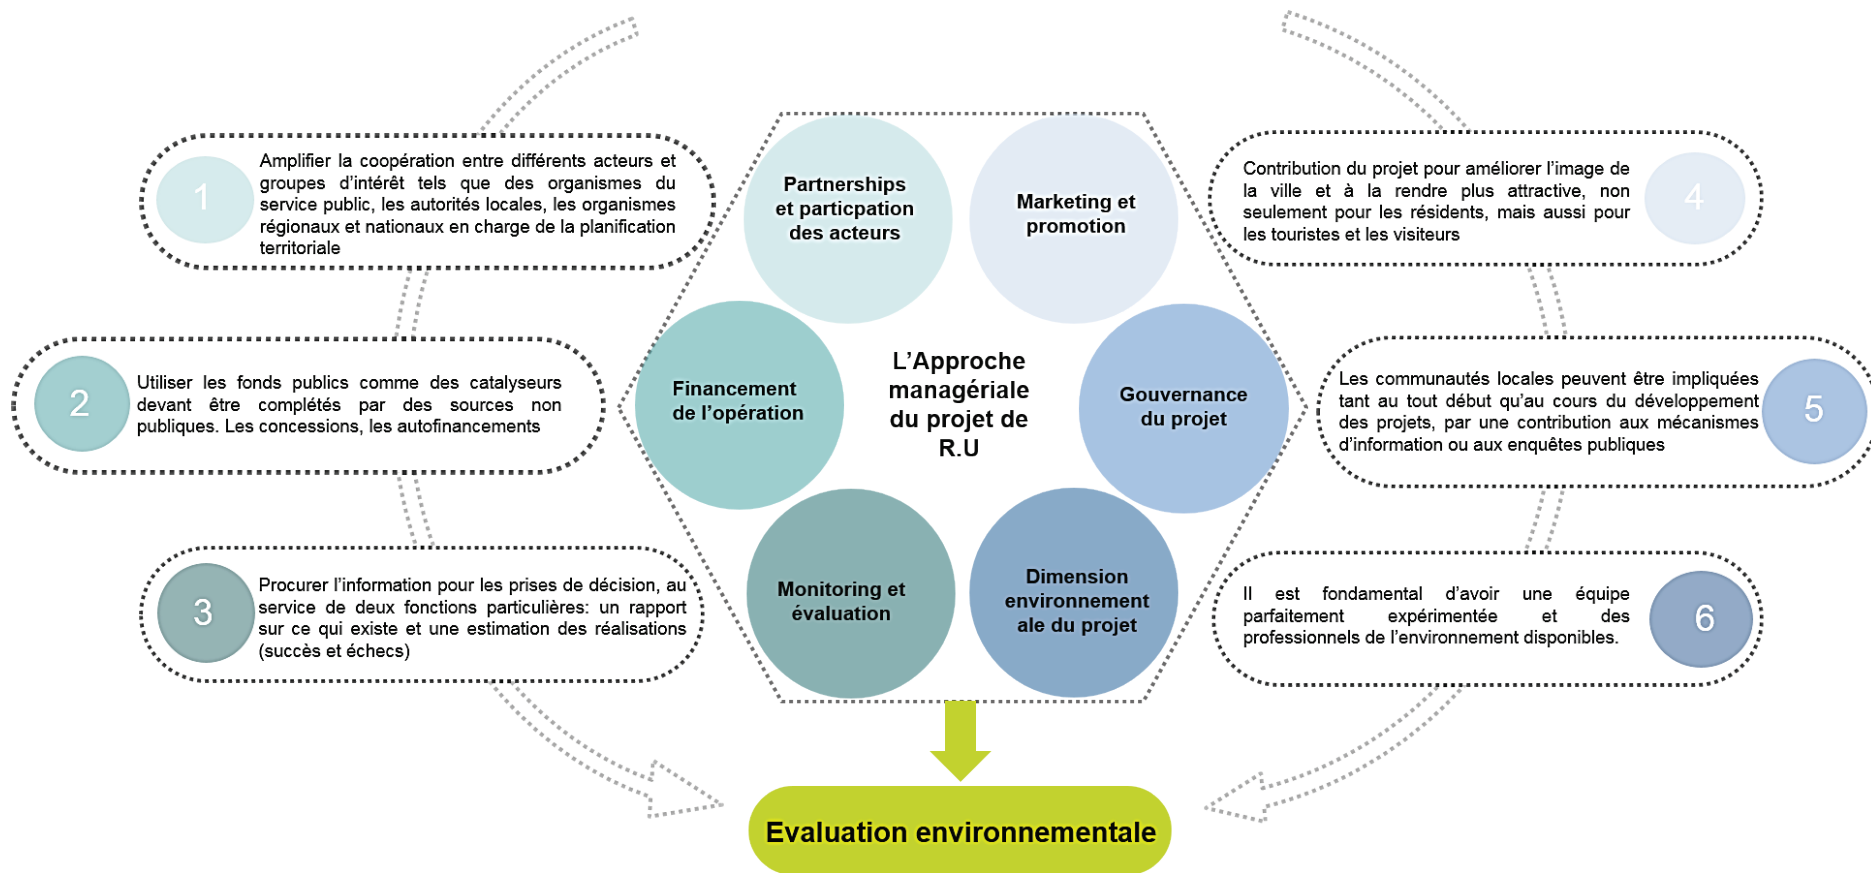 1
Amplifier la coopération entre différents acteurs et
groupes d'intérêt tels que des organismes du
service public, les autorités locales, les organismes
régionaux et nationaux en charge de la planification
territoriale
2
Utiliser les fonds publics comme des catalyseurs
devant être complétés par des sources non
publiques. Les concessions, les autofinancements
3
Procurer l'information pour les prises de décision, au
service de deux fonctions particulières: un rapport
sur ce qui existe et une estimation des réalisations
(succès et échecs)
Partnerships
et particpation
des acteurs
Marketing et
promotion
Financement
de l'opération
L'Approche
managériale
du projet de
R.U
Gouvernance
du projet
Monitoring et
évaluation
Dimension
environnement
ale du projet
Contribution du projet pour améliorer l'image de
la ville et à la rendre plus attractive, non
seulement pour les résidents, mais aussi pour
les touristes et les visiteurs
4
Les communautés locales peuvent être impliquées
tant au tout début qu'au cours du développement
des projets, par une contribution aux mécanismes
d'information ou aux enquêtes publiques
5
Il est fondamental d'avoir une équipe
parfaitement expérimentée et des
professionnels de l'environnement disponibles.
6
Evaluation environnementale